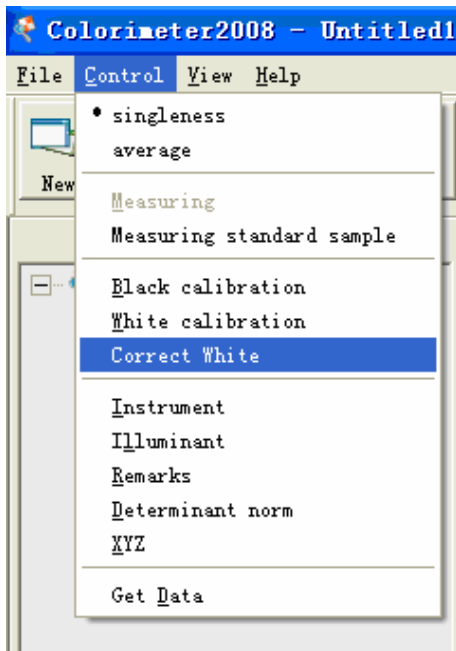 Colorimeter2008 - Untitled1
File Control View Help
• singleness
average
New
Measuring
Measuring standard sample
Black calibration
White calibration
Correct White
Instrument
Illuminant
Remarks
Determinant norm
XYZ
Get Data